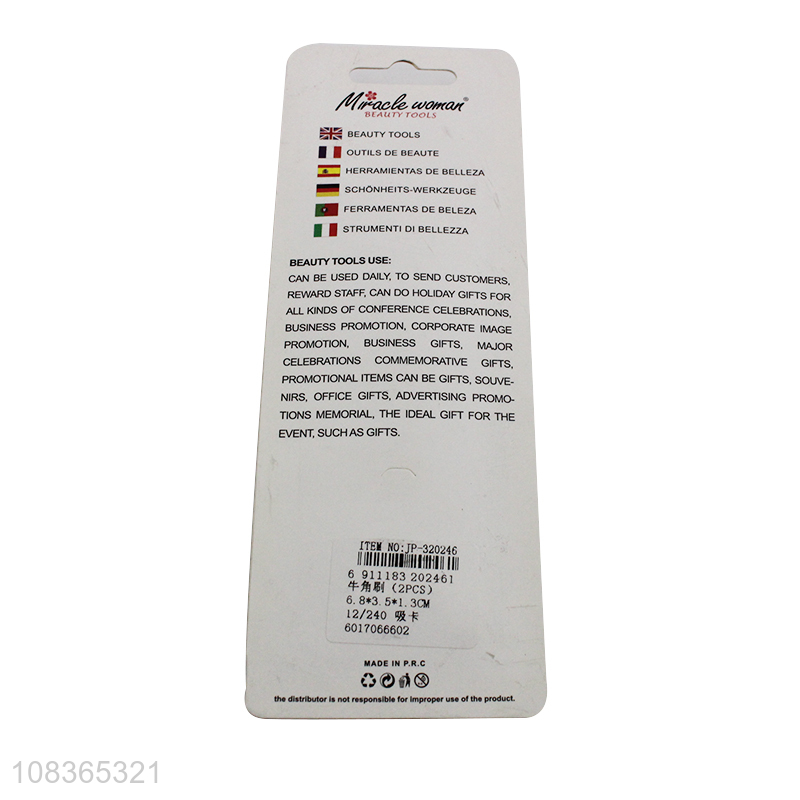 Miracle woman®
BEAUTY TOOLS
BEAUTY TOOLS
OUTILS DE BEAUTE
HERRAMIENTAS DE BELLEZA
SCHÖNHEITS-WERKZEUGE
FERRAMENTAS DE BELEZA
STRUMENTI DI BELLEZZA
BEAUTY TOOLS USE:
CAN BE USED DAILY, TO SEND CUSTOMERS,
REWARD STAFF, CAN DO HOLIDAY GIFTS FOR
ALL KINDS OF CONFERENCE CELEBRATIONS,
BUSINESS PROMOTION, CORPORATE IMAGE
PROMOTION, BUSINESS GIFTS, MAJOR
CELEBRATIONS COMMEMORATIVE GIFTS,
PROMOTIONAL ITEMS CAN BE GIFTS, SOUVE-
NIRS, OFFICE GIFTS, ADVERTISING PROMO-
TIONS MEMORIAL, THE IDEAL GIFT FOR THE
EVENT, SUCH AS GIFTS.
ITEM NO:JP-320246
6 911183 202461
牛角刷 (2PCS)
6.8*3.5*1.3CM
12/240 吸卡
6017066602
MADE IN P.R.C
the distributor is not responsible for improper use of the product.
108365321